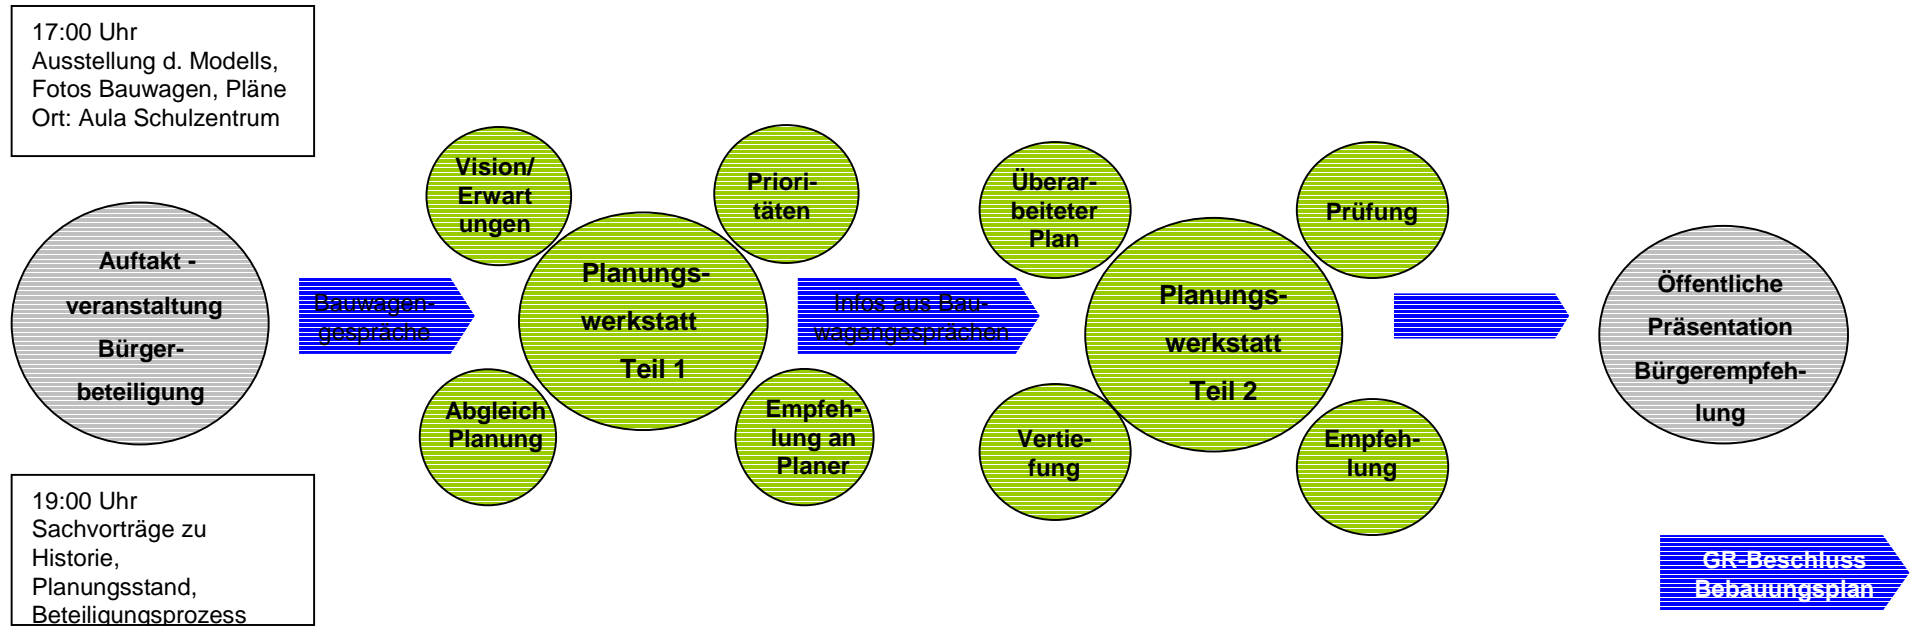 17:00 Uhr
Ausstellung d. Modells,
Fotos Bauwagen, Pläne
Ort: Aula Schulzentrum
Auftakt -
veranstaltung
Bürger-
beteiligung
19:00 Uhr
Sachvorträge zu
Historie,
Planungsstand,
Beteiligungsprozess
Bauwagen-
gespräche
Vision/
Erwart
ungen
Priori-
täten
Planungs-
werkstatt
Teil 1
Abgleich
Planung
Empfeh-
lung an
Planer
Infos aus Bau-
wagengesprächen
Überar-
beiteter
Plan
Prüfung
Planungs-
werkstatt
Teil 2
Vertie-
fung
Empfeh-
lung
Öffentliche
Präsentation
Bürgerempfeh-
lung
GR-Beschluss
Bebauungsplan